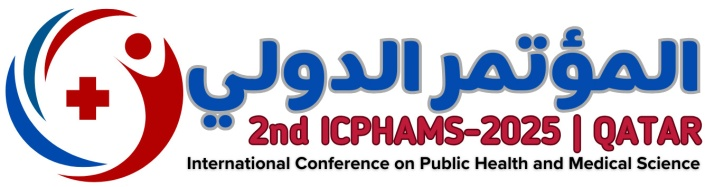 المؤتمر الدولي
2nd ICPHAMS-2025 | QATAR
International Conference on Public Health and Medical Science